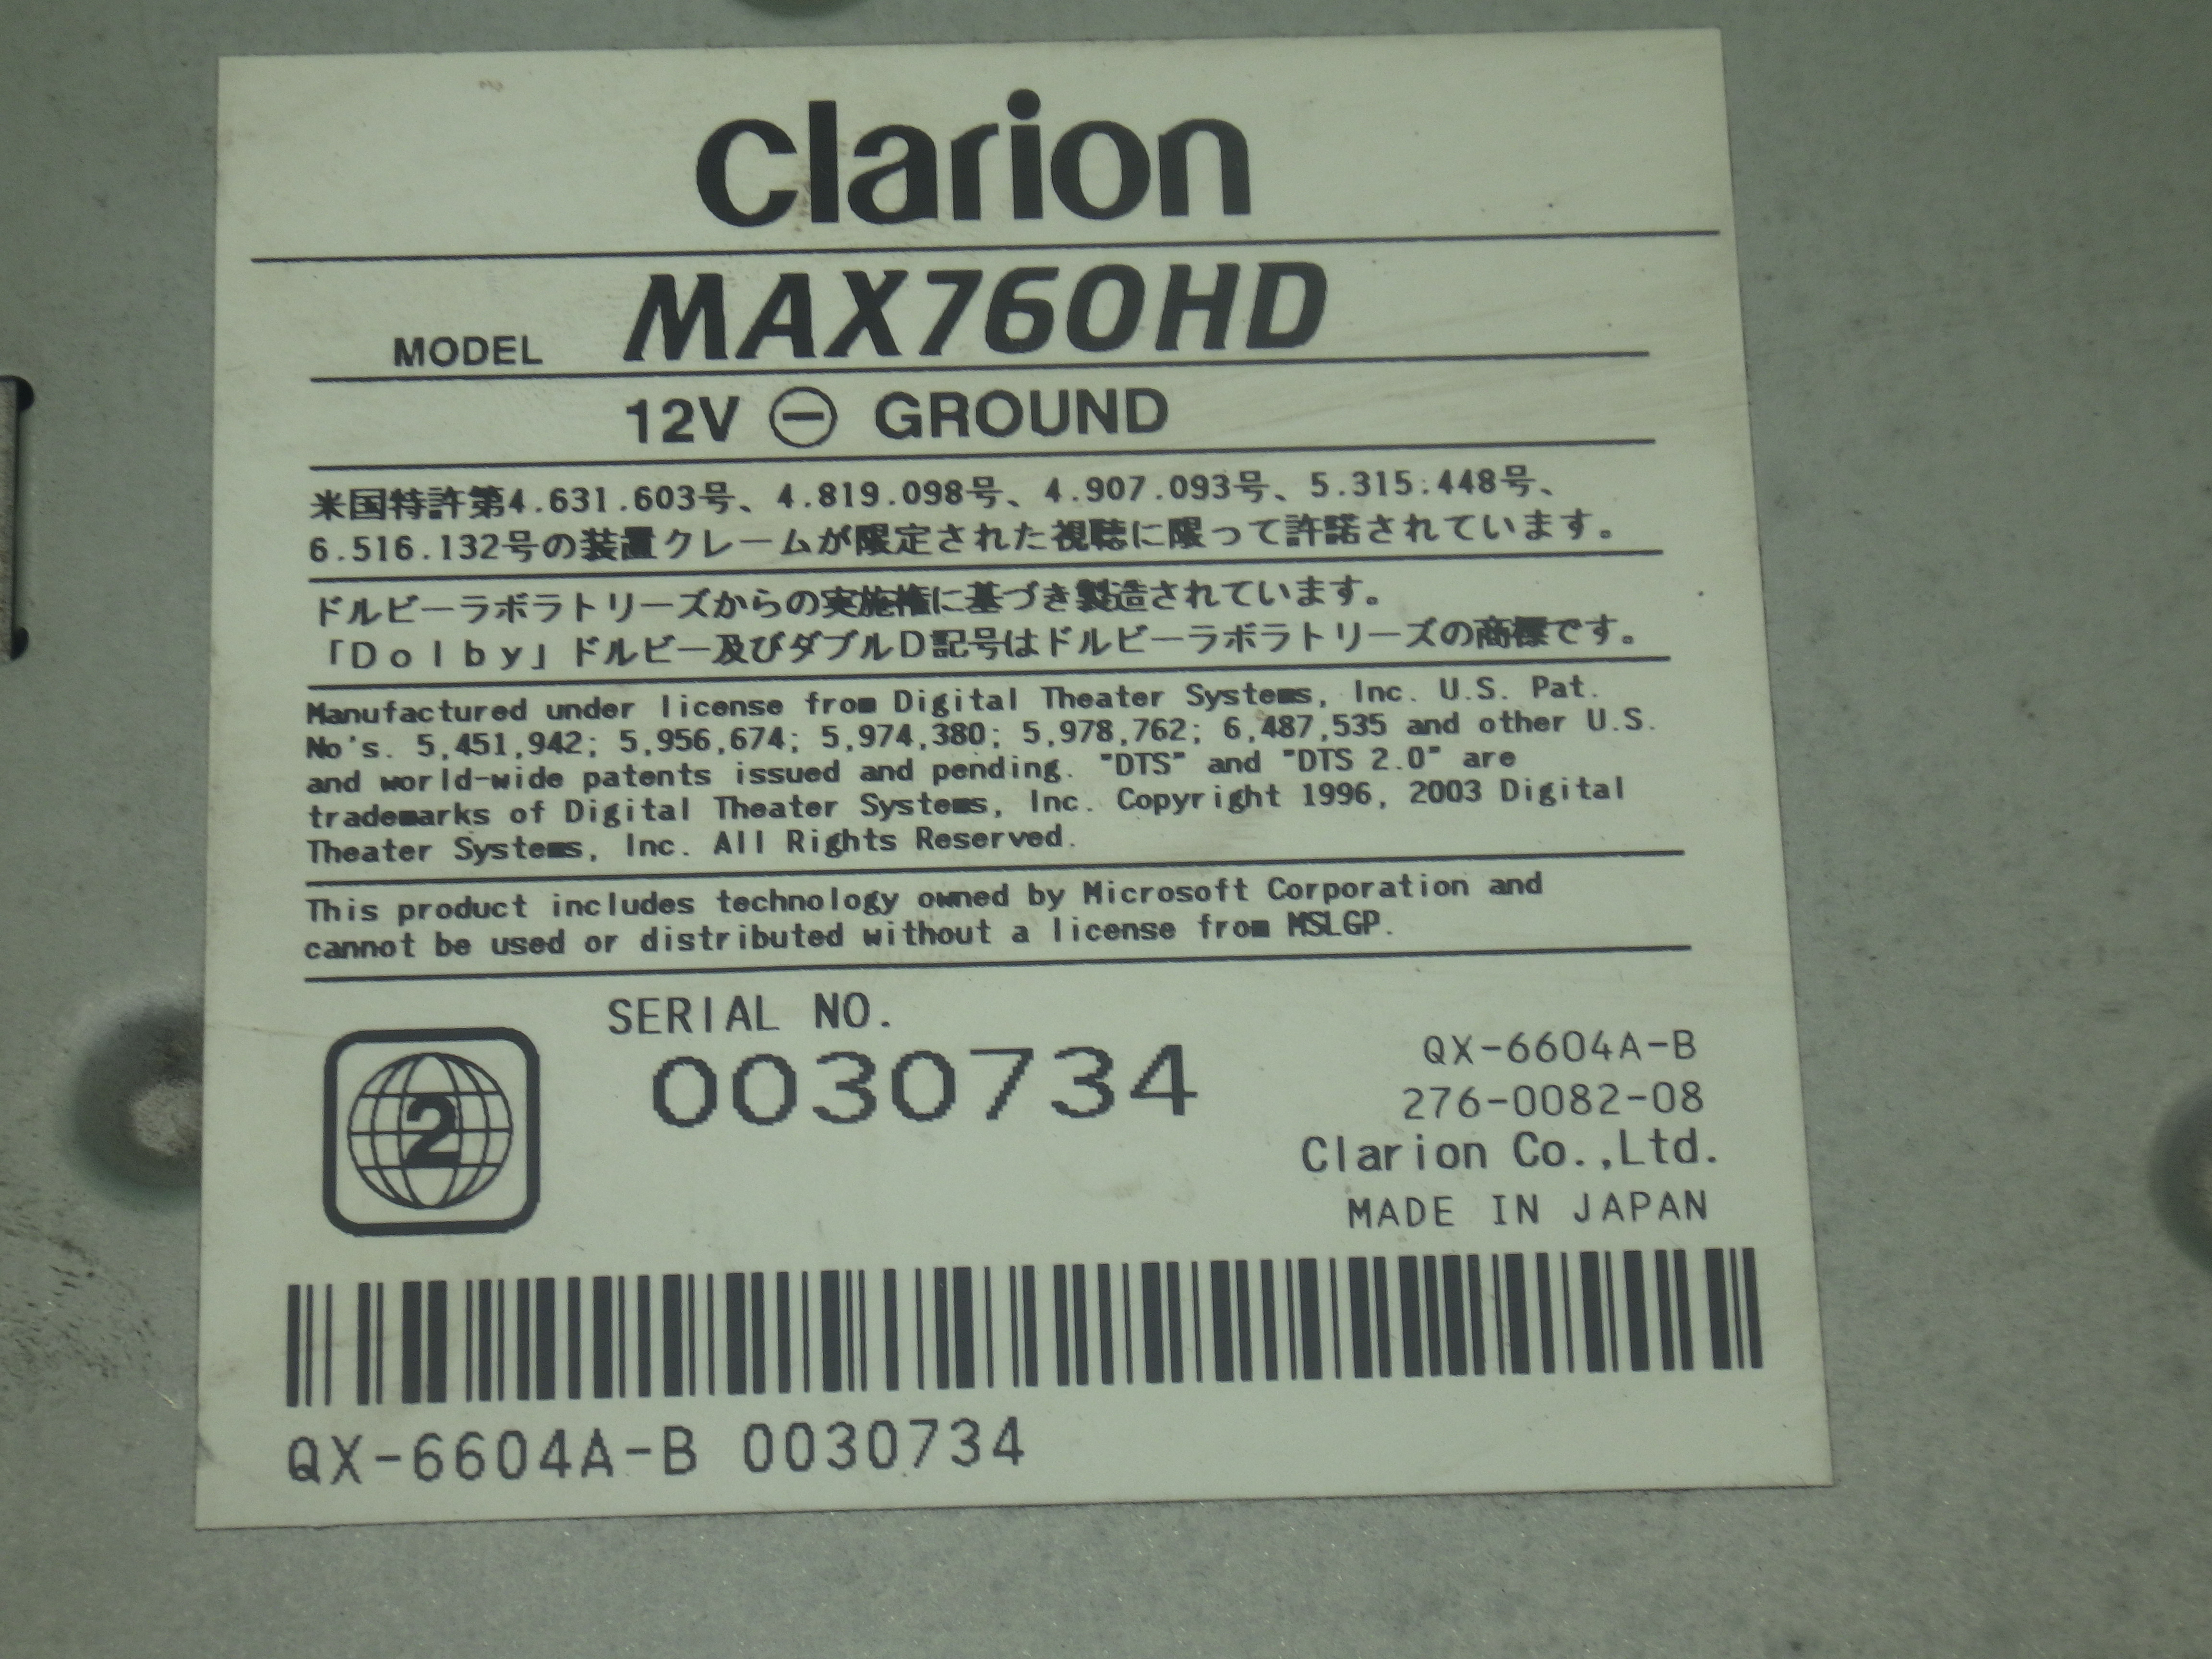 clarion
MODEL MAX760HD
12V ⊖ GROUND
米国特許第4.631.603号、4.819.098号、4.907.093号、5.315.448号、
6.516.132号の装置クレームが限定された視聴に限って許諾されています。
ドルビーラボラトリーズからの実施権に基づき製造されています。
「Dolby」ドルビー及びダブルD記号はドルビーラボラトリーズの商標です。
Manufactured under license from Digital Theater Systems, Inc. U.S. Pat.
No's. 5,451,942; 5,956,674; 5,974,380; 5,978,762; 6,487,535 and other U.S.
and world-wide patents issued and pending. "DTS" and "DTS 2.0" are
trademarks of Digital Theater Systems, Inc. Copyright 1996, 2003 Digital
Theater Systems, Inc. All Rights Reserved.
This product includes technology owned by Microsoft Corporation and
cannot be used or distributed without a license from MSLGP.
SERIAL NO.
0030734
2
QX-6604A-B
276-0082-08
Clarion Co.,Ltd.
MADE IN JAPAN
QX-6604A-B 0030734